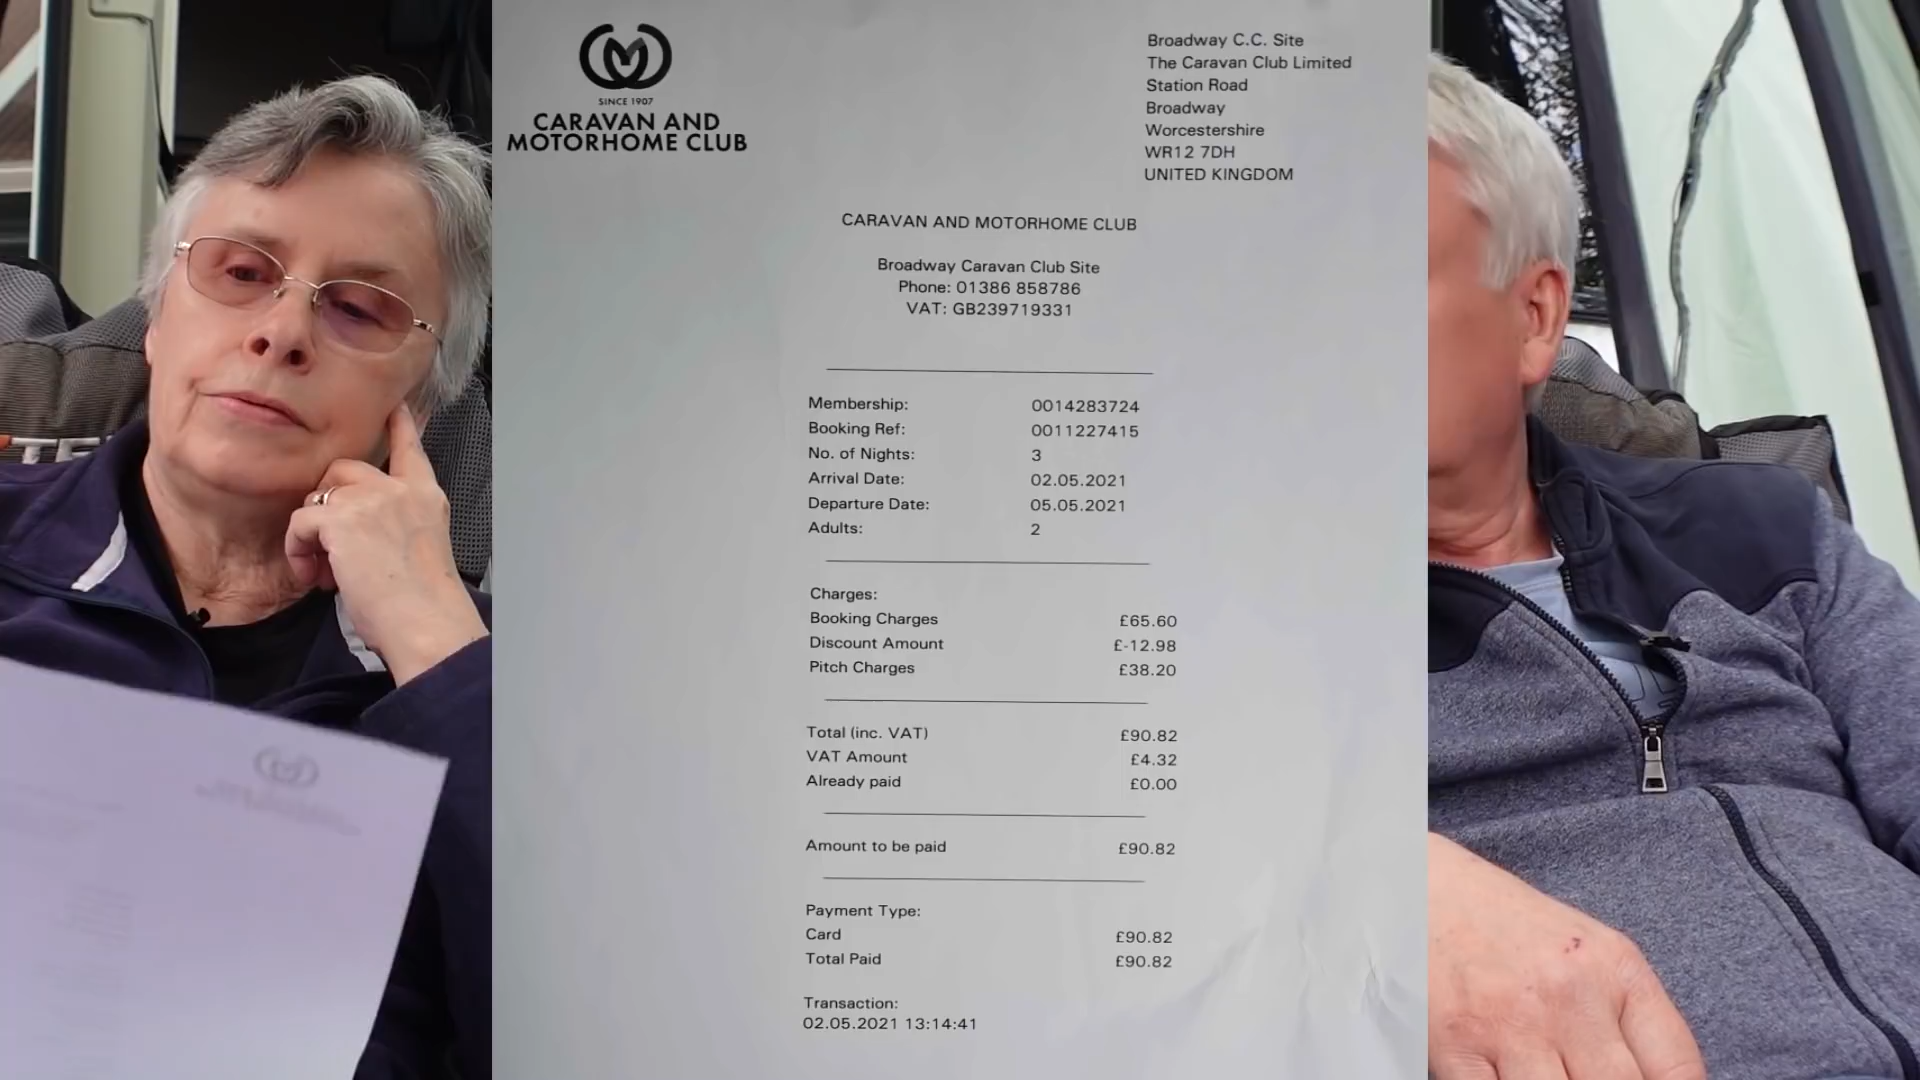 SINCE 1907
CARAVAN AND
MOTORHOME CLUB
Broadway C.C. Site
The Caravan Club Limited
Station Road
Broadway
Worcestershire
WR12 7DH
UNITED KINGDOM
CARAVAN AND MOTORHOME CLUB
Broadway Caravan Club Site
Phone: 01386 858786
VAT: GB239719331
Membership: 0014283724
Booking Ref: 0011227415
No. of Nights: 3
Arrival Date: 02.05.2021
Departure Date: 05.05.2021
Adults: 2
Charges:
Booking Charges £65.60
Discount Amount £-12.98
Pitch Charges £38.20
Total (inc. VAT) £90.82
VAT Amount £4.32
Already paid £0.00
Amount to be paid £90.82
Payment Type:
Card £90.82
Total Paid £90.82
Transaction:
02.05.2021 13:14:41